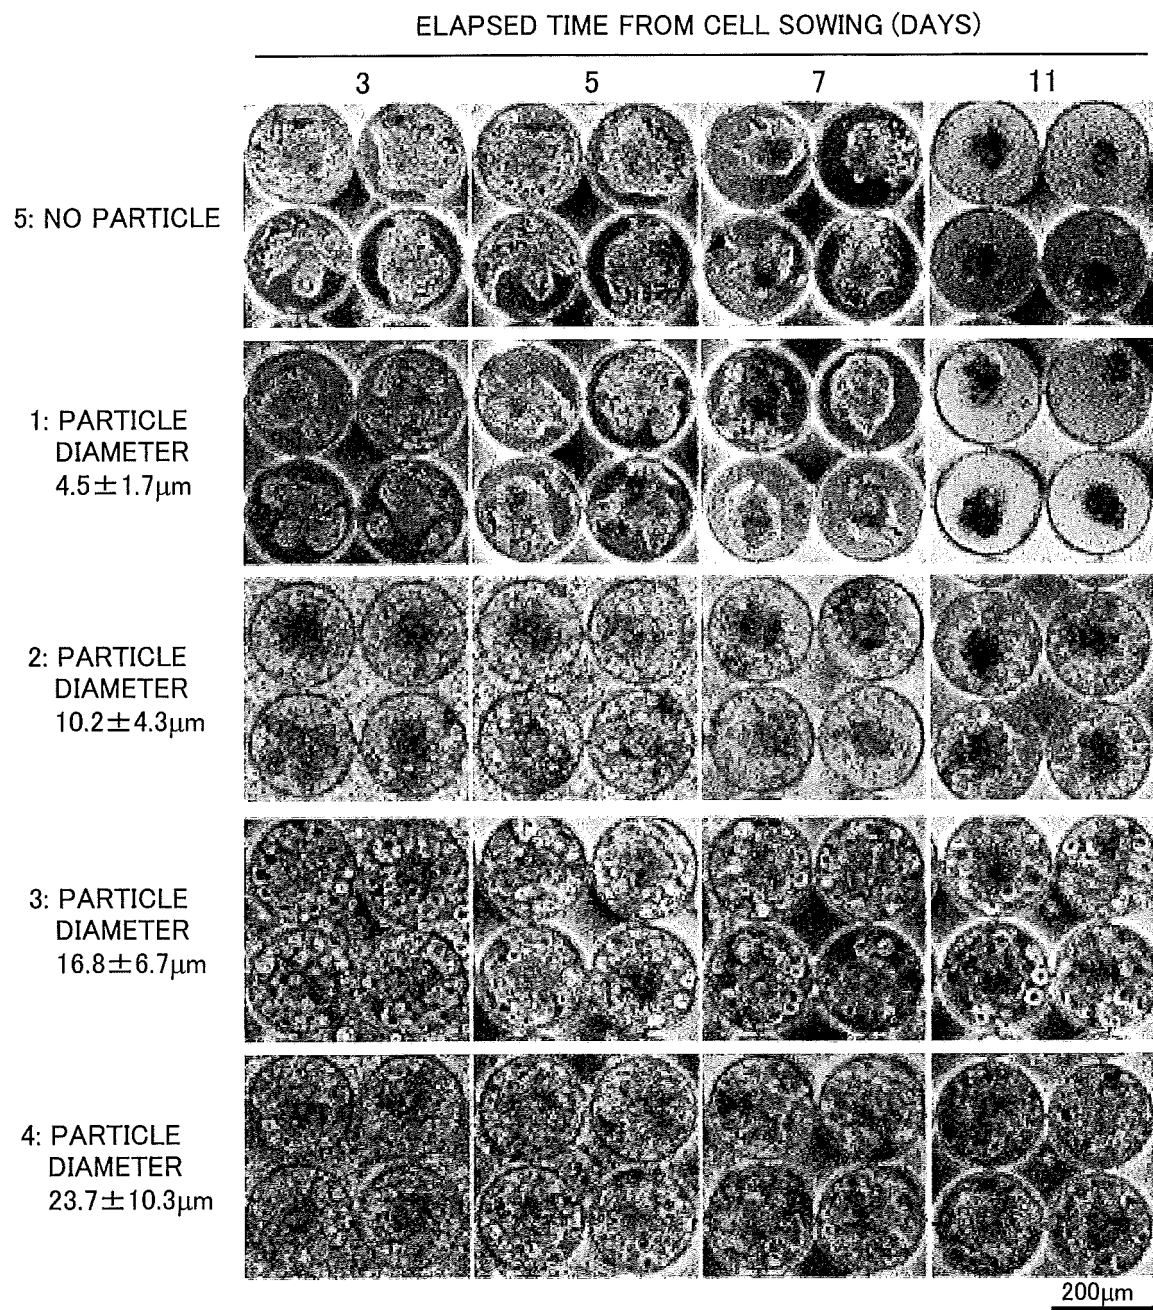 ELAPSED TIME FROM CELL SOWING (DAYS)
3 5 7 11
5: NO PARTICLE
1: PARTICLE
DIAMETER
4.5±1.7μm
2: PARTICLE
DIAMETER
10.2±4.3μm
3: PARTICLE
DIAMETER
16.8±6.7μm
4: PARTICLE
DIAMETER
23.7±10.3μm
200μm